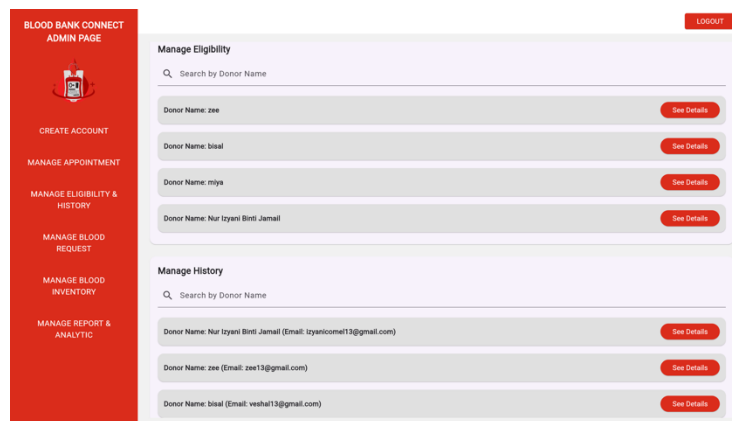 BLOOD BANK CONNECT
ADMIN PAGE
CREATE ACCOUNT
MANAGE APPOINTMENT
MANAGE ELIGIBILITY &
HISTORY
MANAGE BLOOD
REQUEST
MANAGE BLOOD
INVENTORY
MANAGE REPORT &
ANALYTIC
LOGOUT
Manage Eligibility
Search by Donor Name
Donor Name: zee
See Details
Donor Name: bisal
See Details
Donor Name: miya
See Details
Donor Name: Nur Izyani Binti Jamail
See Details
Manage History
Search by Donor Name
Donor Name: Nur Izyani Binti Jamail (Email: izyanicomel13@gmail.com)
See Details
Donor Name: zee (Email: zee13@gmail.com)
See Details
Donor Name: bisal (Email: veshal13@gmail.com)
See Details